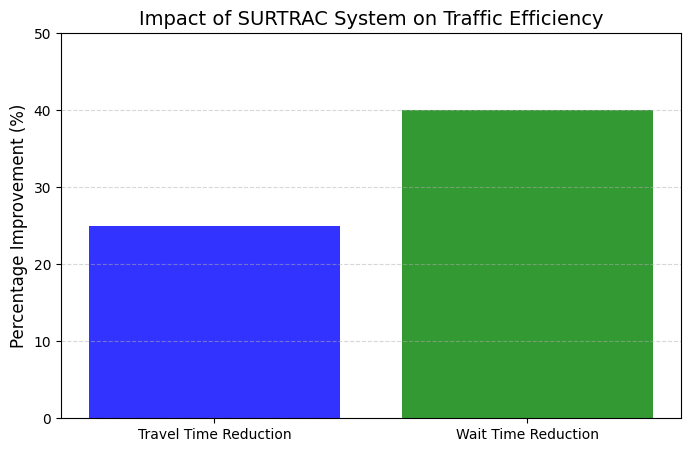 Impact of SURTRAC System on Traffic Efficiency
Percentage Improvement (%)
50
40
30
20
10
0
Travel Time Reduction
Wait Time Reduction